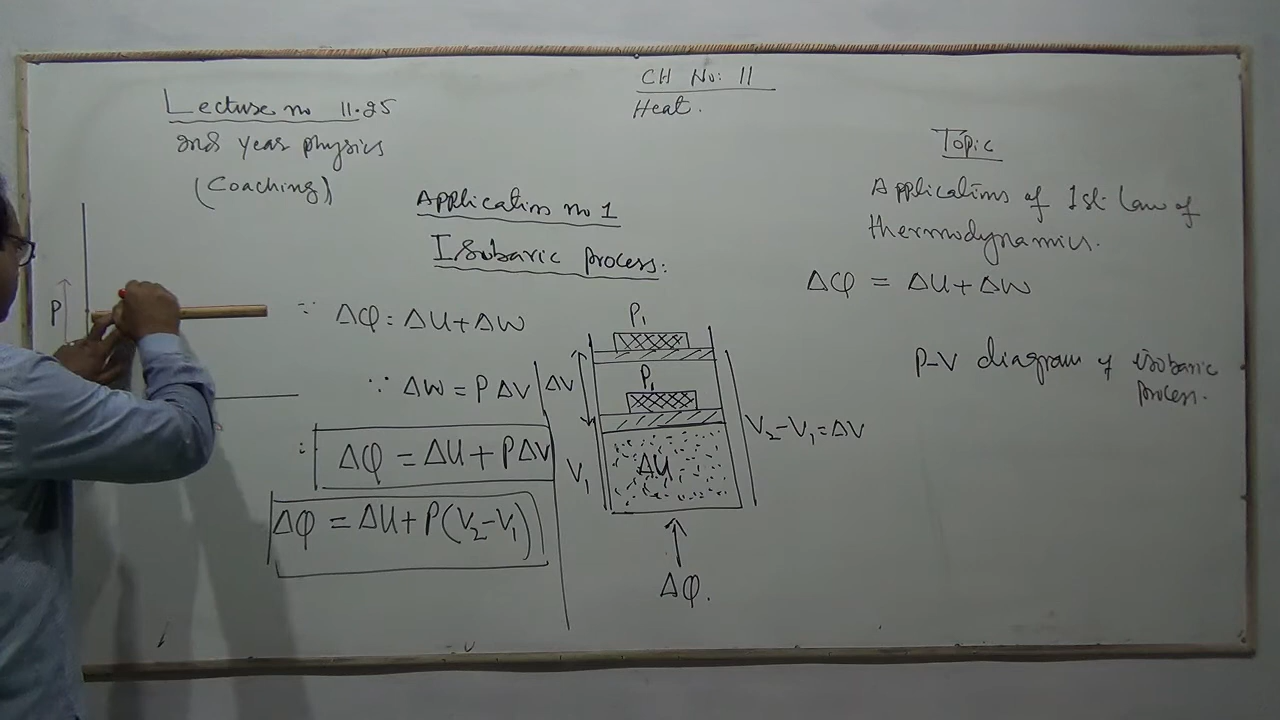 CH No: 11
Heat.
Lecture no 11.25
2nd year physics
(Coaching)
Topic
Applications of 1st Law of
thermodynamics.
ΔQ = ΔU + ΔW
P-V diagram of isobaric
process.
Application no 1
Isobaric process:
∵ ΔQ = ΔU + ΔW
∵ ΔW = P ΔV
∴ ΔQ = ΔU + PΔV
ΔQ = ΔU + P(V₂-V₁)
P
P₁
P₁
ΔV
V₁
ΔU
V₂-V₁=ΔV
ΔQ.